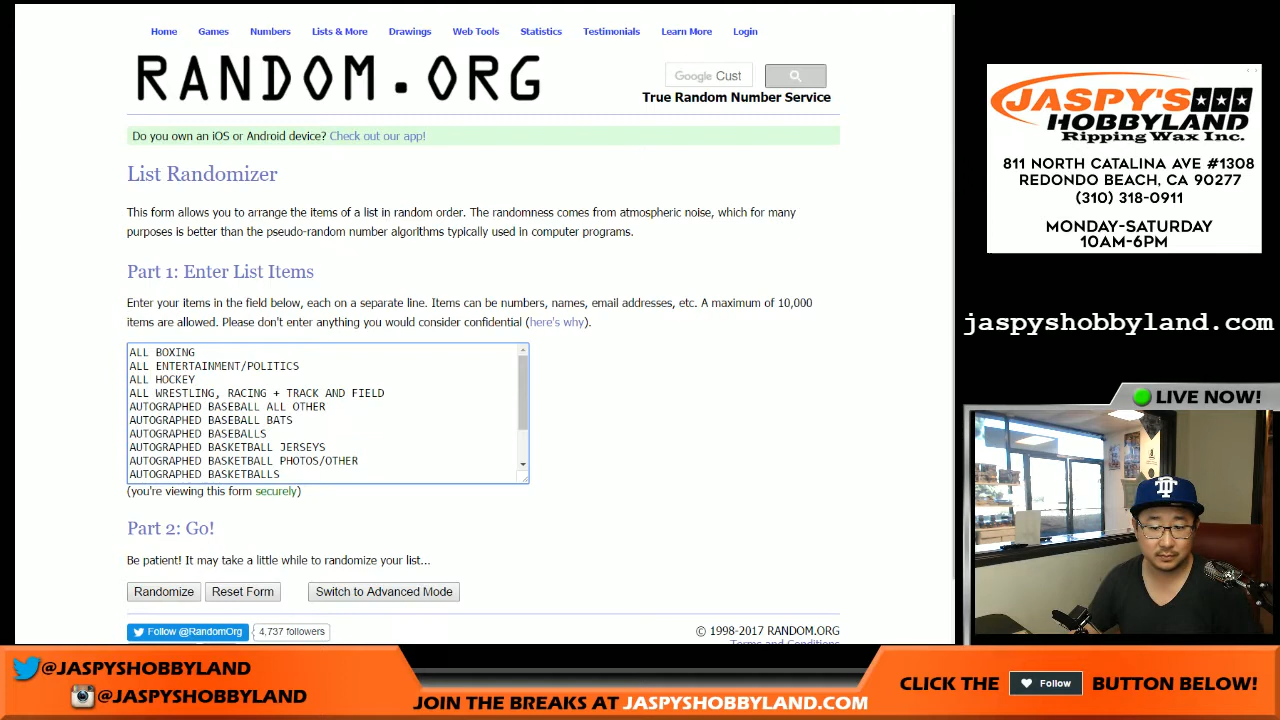 Home Games Numbers Lists & More Drawings Web Tools Statistics Testimonials Learn More Login
RANDOM.ORG
Google Cust
True Random Number Service
Do you own an iOS or Android device? Check out our app!
List Randomizer
This form allows you to arrange the items of a list in random order. The randomness comes from atmospheric noise, which for many
purposes is better than the pseudo-random number algorithms typically used in computer programs.
Part 1: Enter List Items
Enter your items in the field below, each on a separate line. Items can be numbers, names, email addresses, etc. A maximum of 10,000
items are allowed. Please don't enter anything you would consider confidential (here's why).
ALL BOXING
ALL ENTERTAINMENT/POLITICS
ALL HOCKEY
ALL WRESTLING, RACING + TRACK AND FIELD
AUTOGRAPHED BASEBALL ALL OTHER
AUTOGRAPHED BASEBALL BATS
AUTOGRAPHED BASEBALLS
AUTOGRAPHED BASKETBALL JERSEYS
AUTOGRAPHED BASKETBALL PHOTOS/OTHER
AUTOGRAPHED BASKETBALLS
(you're viewing this form securely)
Part 2: Go!
Be patient! It may take a little while to randomize your list...
Randomize Reset Form Switch to Advanced Mode
Follow @RandomOrg 4,737 followers
© 1998-2017 RANDOM.ORG
Terms and Conditions
JASPY'S
HOBBYLAND
Ripping Wax Inc.
811 NORTH CATALINA AVE #1308
REDONDO BEACH, CA 90277
(310) 318-0911
MONDAY-SATURDAY
10AM-6PM
jaspyshobbyland.com
LIVE NOW!
@JASPYSHOBBYLAND
@JASPYSHOBBYLAND
JOIN THE BREAKS AT JASPYSHOBBYLAND.COM
CLICK THE Follow BUTTON BELOW!